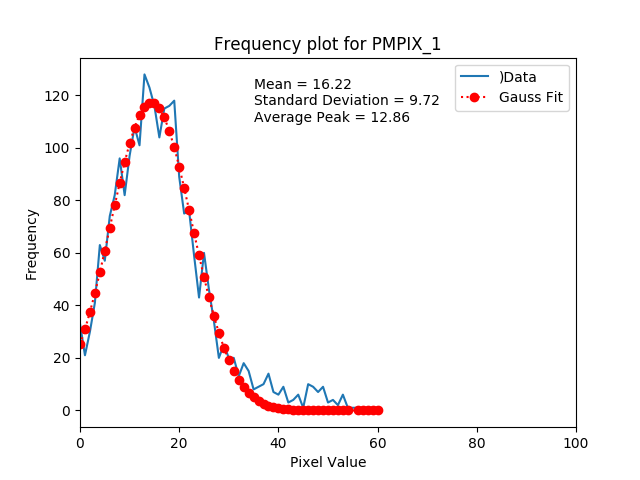 Frequency plot for PMPIX_1
Mean = 16.22
Standard Deviation = 9.72
Average Peak = 12.86
)Data
Gauss Fit
Frequency
120
100
80
60
40
20
0
0 20 40 60 80 100
Pixel Value